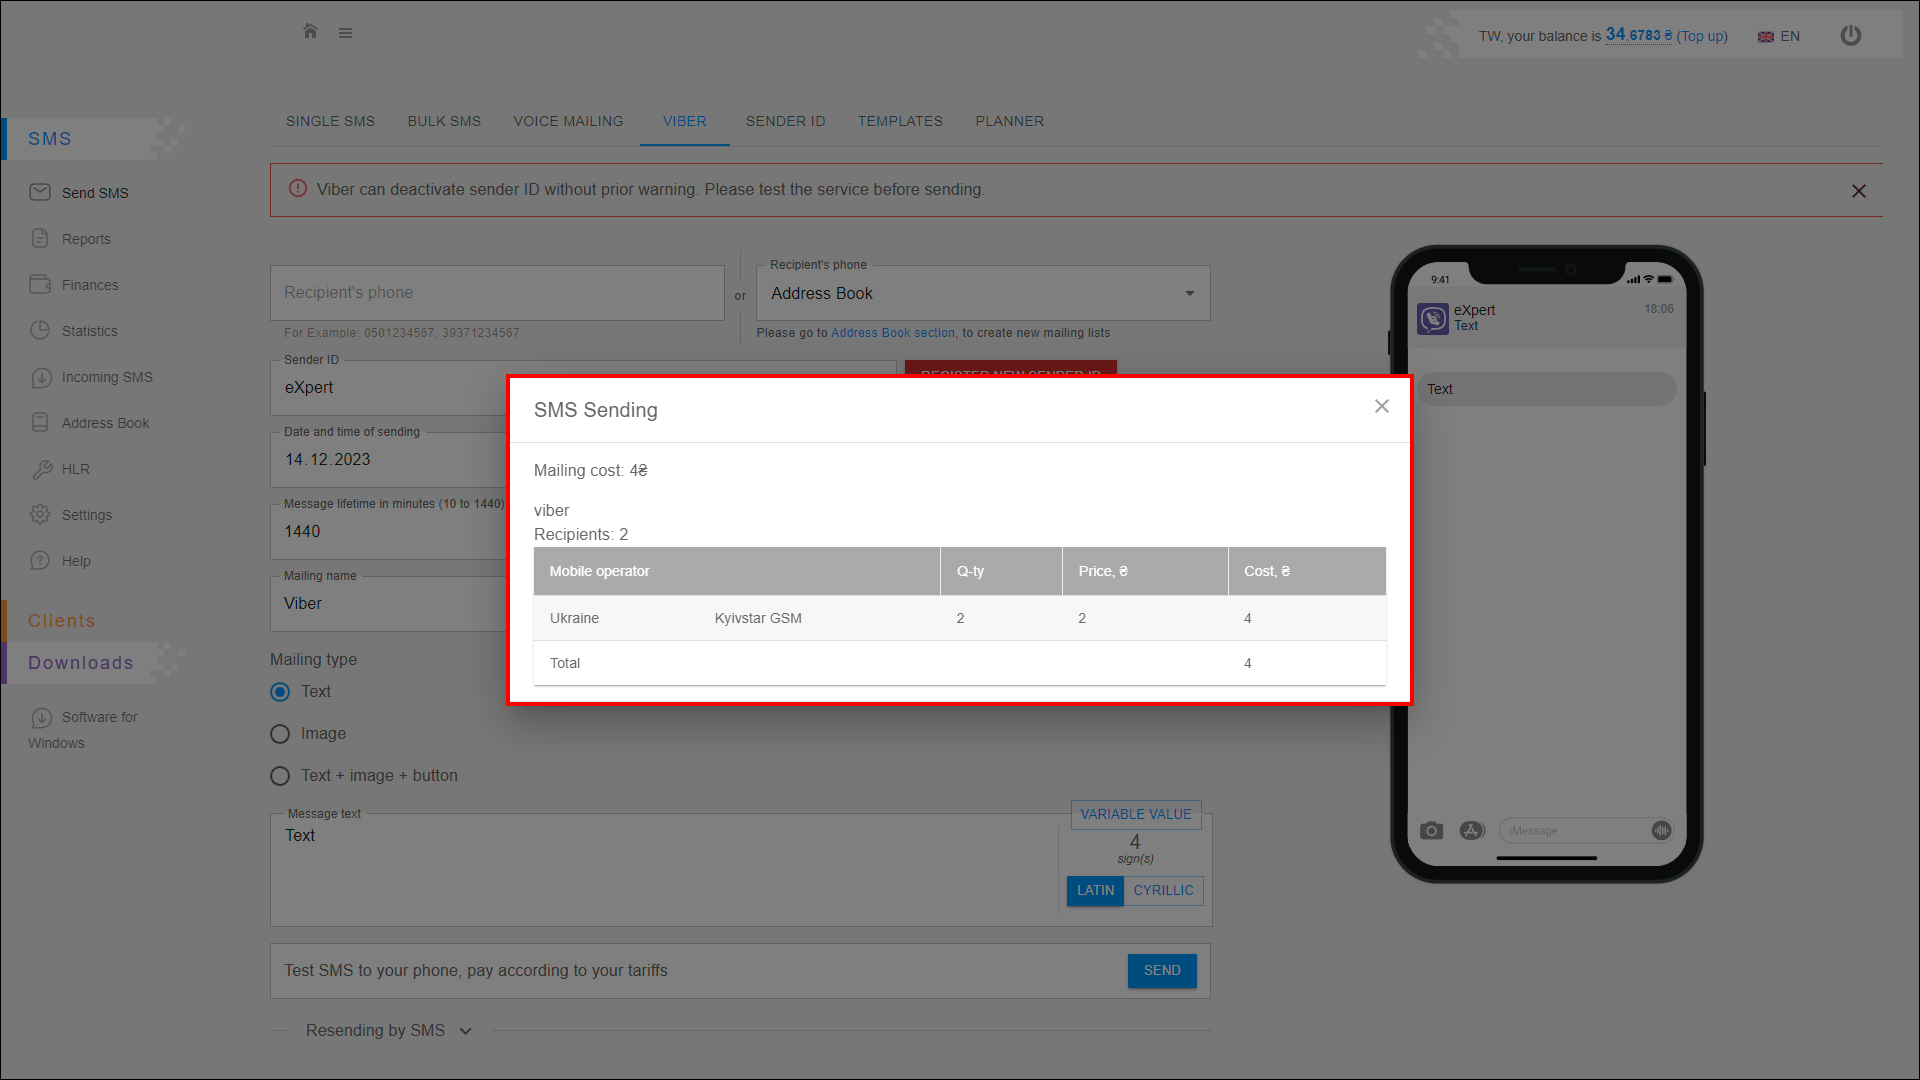 TW, your balance is 34,6783 ₴ (Top up)
EN
SMS
Send SMS
Reports
Finances
Statistics
Incoming SMS
Address Book
HLR
Settings
Help
Clients
Downloads
Software for
Windows
SINGLE SMS
BULK SMS
VOICE MAILING
VIBER
SENDER ID
TEMPLATES
PLANNER
Viber can deactivate sender ID without prior warning. Please test the service before sending.
Recipient's phone
For Example: 0501234567, 39371234567
or
Recipient's phone
Address Book
Please go to Address Book section, to create new mailing lists
Sender ID
eXpert
REGISTER NEW SENDER ID
Date and time of sending
14.12.2023
Message lifetime in minutes (10 to 1440)
1440
Mailing name
Viber
SMS Sending
Mailing cost: 4₴
viber
Recipients: 2
Mobile operator Q-ty Price, ₴ Cost, ₴
Ukraine Kyivstar GSM 2 2 4
Total 4
Mailing type
Text
Image
Text + image + button
Message text
Text
VARIABLE VALUE
4
sign(s)
LATIN CYRILLIC
Test SMS to your phone, pay according to your tariffs
SEND
Resending by SMS
9:41
eXpert
Text
18:06
Text
iMessage